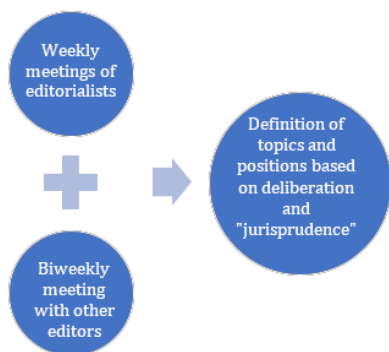 Weekly
meetings of
editorialists
Biweekly
meeting
with other
editors
Definition of
topics and
positions based
on deliberation
and
"jurisprudence"